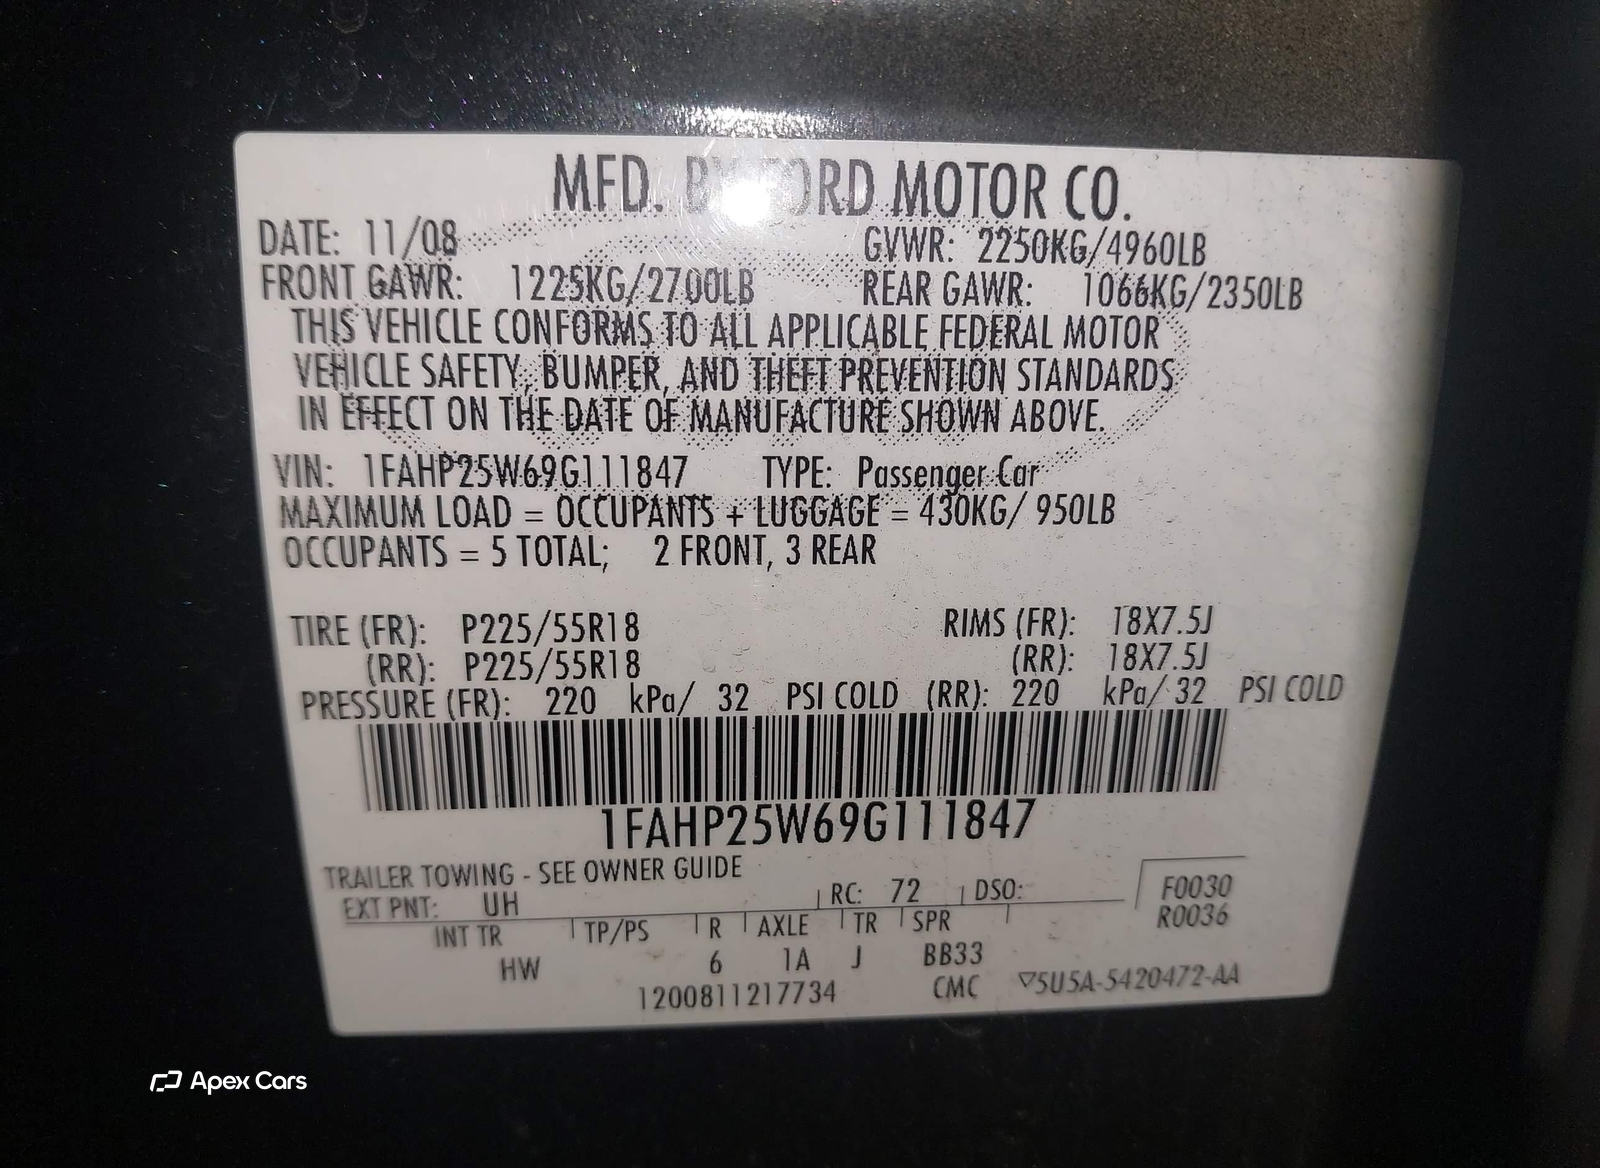 MFD. BY FORD MOTOR CO.
DATE: 11/08 GVWR: 2250KG/4960LB
FRONT GAWR: 1225KG/2700LB REAR GAWR: 1066KG/2350LB
THIS VEHICLE CONFORMS TO ALL APPLICABLE FEDERAL MOTOR
VEHICLE SAFETY, BUMPER, AND THEFT PREVENTION STANDARDS
IN EFFECT ON THE DATE OF MANUFACTURE SHOWN ABOVE.
VIN: 1FAHP25W69G111847 TYPE: Passenger Car
MAXIMUM LOAD = OCCUPANTS + LUGGAGE = 430KG/ 950LB
OCCUPANTS = 5 TOTAL; 2 FRONT, 3 REAR
TIRE (FR): P225/55R18 RIMS (FR): 18X7.5J
(RR): P225/55R18 (RR): 18X7.5J
PRESSURE (FR): 220 kPa/ 32 PSI COLD (RR): 220 kPa/ 32 PSI COLD
1FAHP25W69G111847
TRAILER TOWING - SEE OWNER GUIDE
EXT PNT: UH RC: 72 DSO: F0030
R0036
INT TR TP/PS R AXLE TR SPR
HW 6 1A J BB33
1200811217734 CMC ▽5U5A-5420472-AA
Apex Cars